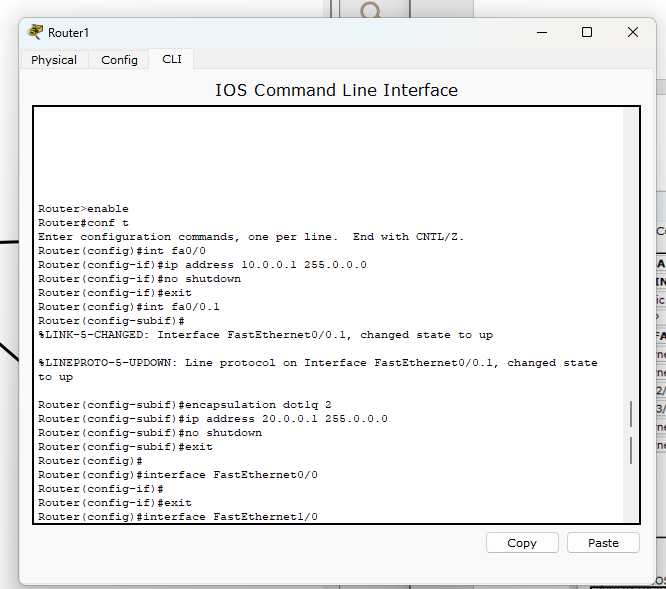 Router1
Physical
Config
CLI
IOS Command Line Interface
Router>enable
Router#conf t
Enter configuration commands, one per line.  End with CNTL/Z.
Router(config)#int fa0/0
Router(config-if)#ip address 10.0.0.1 255.0.0.0
Router(config-if)#no shutdown
Router(config-if)#exit
Router(config)#int fa0/0.1
Router(config-subif)#
%LINK-5-CHANGED: Interface FastEthernet0/0.1, changed state to up
%LINEPROTO-5-UPDOWN: Line protocol on Interface FastEthernet0/0.1, changed state
to up
Router(config-subif)#encapsulation dot1q 2
Router(config-subif)#ip address 20.0.0.1 255.0.0.0
Router(config-subif)#no shutdown
Router(config-subif)#exit
Router(config)#
Router(config)#interface FastEthernet0/0
Router(config-if)#
Router(config-if)#exit
Router(config)#interface FastEthernet1/0
Copy
Paste